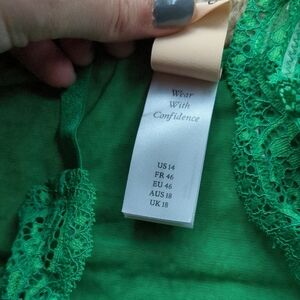 Wear
With
Confidence
US 14
FR 46
EU 46
AUS 18
UK 18